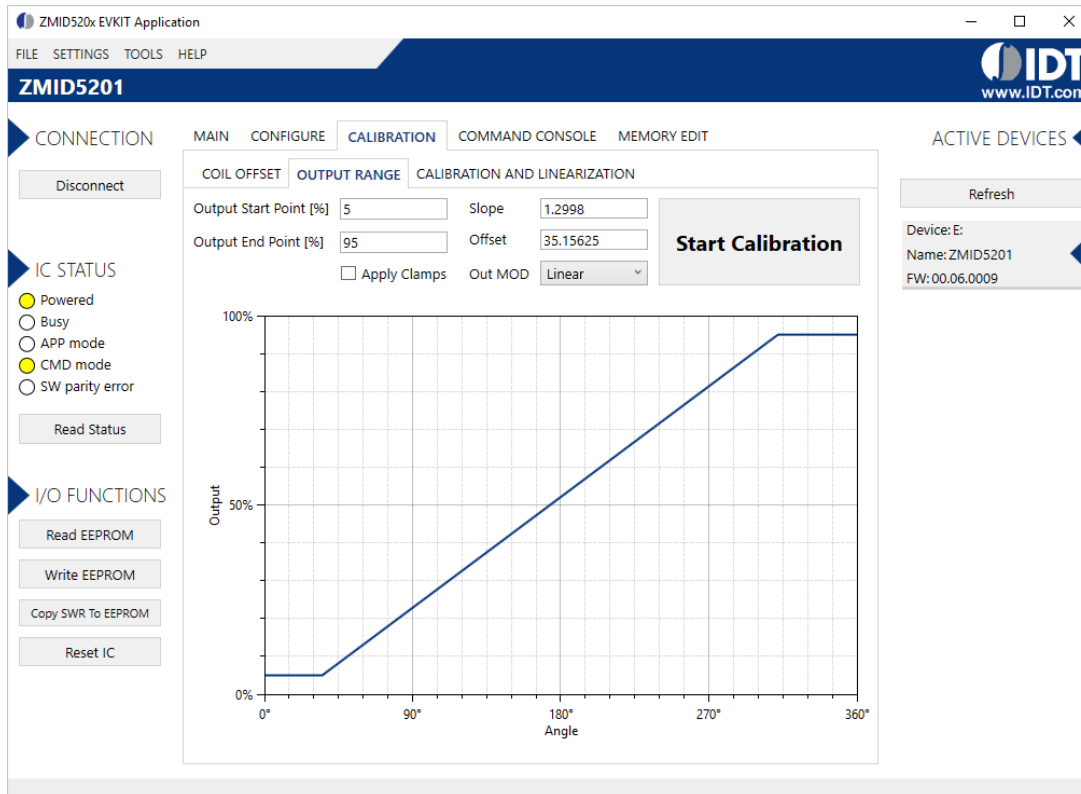 ZMID520x EVKIT Application
FILE SETTINGS TOOLS HELP
IDT
www.IDT.com
ZMID5201
CONNECTION
Disconnect
IC STATUS
Powered
Busy
APP mode
CMD mode
SW parity error
Read Status
I/O FUNCTIONS
Read EEPROM
Write EEPROM
Copy SWR To EEPROM
Reset IC
MAIN CONFIGURE CALIBRATION COMMAND CONSOLE MEMORY EDIT
COIL OFFSET OUTPUT RANGE CALIBRATION AND LINEARIZATION
Output Start Point [%] 5 Slope 1.2998
Output End Point [%] 95 Offset 35.15625
Apply Clamps Out MOD Linear
Start Calibration
100%
50%
0%
Output
0° 90° 180° 270° 360°
Angle
ACTIVE DEVICES
Refresh
Device: E:
Name: ZMID5201
FW: 00.06.0009